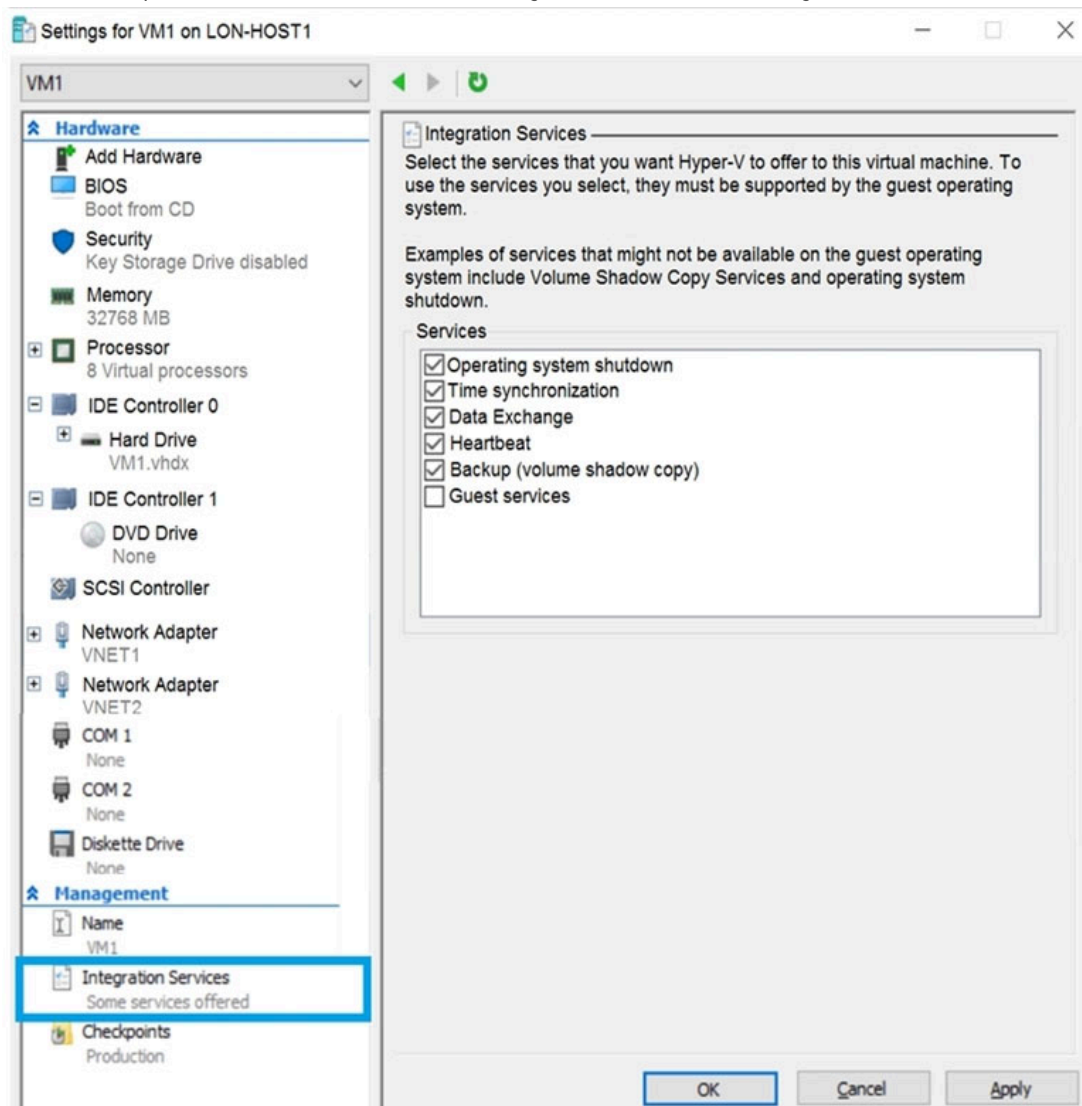 Settings for VM1 on LON-HOST1
VM1
Hardware
Add Hardware
BIOS
Boot from CD
Security
Key Storage Drive disabled
Memory
32768 MB
Processor
8 Virtual processors
IDE Controller 0
Hard Drive
VM1.vhdx
IDE Controller 1
DVD Drive
None
SCSI Controller
Network Adapter
VNET1
Network Adapter
VNET2
COM 1
None
COM 2
None
Diskette Drive
None
Management
Name
VM1
Integration Services
Some services offered
Checkpoints
Production
Integration Services
Select the services that you want Hyper-V to offer to this virtual machine. To
use the services you select, they must be supported by the guest operating
system.
Examples of services that might not be available on the guest operating
system include Volume Shadow Copy Services and operating system
shutdown.
Services
Operating system shutdown
Time synchronization
Data Exchange
Heartbeat
Backup (volume shadow copy)
Guest services
OK
Cancel
Apply